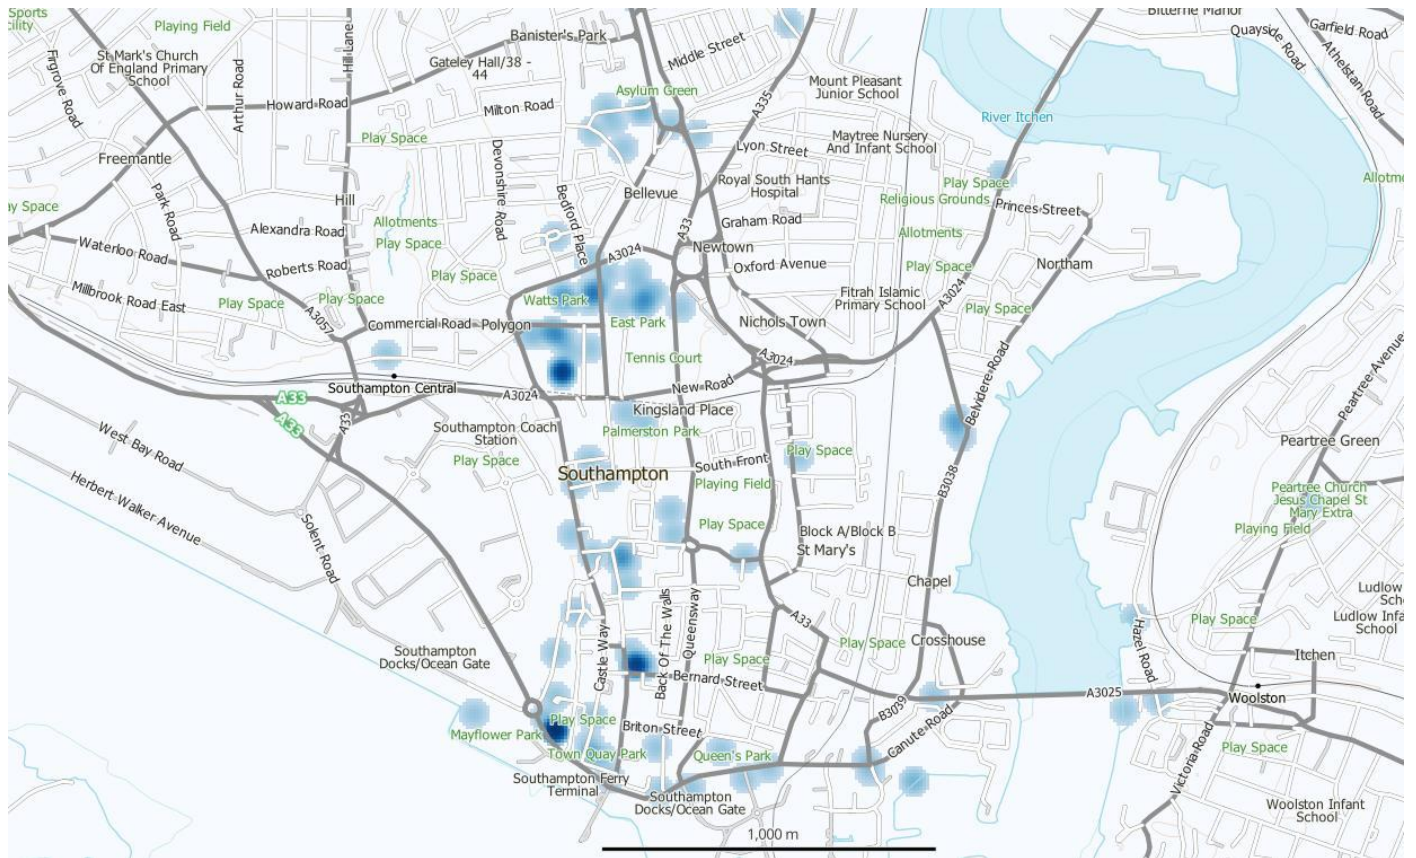 Sports
cility
Playing Field
Banister's Park
Middle Street
Bitterne Manor
Quayside Road
Garfield Road
Athelstan Road
St Mark's Church
Of England Primary
School
Firgrove Road
Hill Lane
Arthur Road
Gateley Hall/38 -
44
Mount Pleasant
Junior School
Asylum Green
Howard Road
Milton Road
A335
River Itchen
Play Space
Maytree Nursery
And Infant School
Lyon Street
Freemantle
Devonshire Road
Park Road
Bedford Place
Bellevue
Royal South Hants
Hospital
Play Space
Religious Grounds
Princes Street
Allotm
ay Space
Hill
Alexandra Road
Allotments
Play Space
Graham Road
A33
Newtown
Allotments
Waterloo Road
Roberts Road
A3024
Oxford Avenue
Play Space
Northam
Play Space
Millbrook Road East
Play Space
Play Space
Watts Park
Fitrah Islamic
Primary School
A3024
Play Space
A3057
Commercial Road
Polygon
East Park
Nichols Town
Tennis Court
A3024
Belvidere Road
Peartree Avenue
Southampton Central
A3024
New Road
A33
A33
A33
Kingsland Place
Palmerston Park
West Bay Road
Southampton Coach
Station
Play Space
Play Space
Peartree Green
Southampton
South Front
Playing Field
B3038
Peartree Church
Jesus Chapel St
Mary Extra
Playing Field
Herbert Walker Avenue
Solent Road
Play Space
Block A/Block B
St Mary's
Chapel
Ludlow
Sch
Ludlow Infa
School
Castle Way
Back Of The Walls
Queensway
A33
Play Space
Crosshouse
Hazel Road
Play Space
Southampton
Docks/Ocean Gate
Play Space
Bernard Street
Itchen
A3025
Woolston
Mayflower Park
Play Space
Briton Street
B3039
Canute Road
Town Quay Park
Queen's Park
Victoria Road
Play Space
Southampton Ferry
Terminal
Southampton
Docks/Ocean Gate
Woolston Infant
School
1,000 m